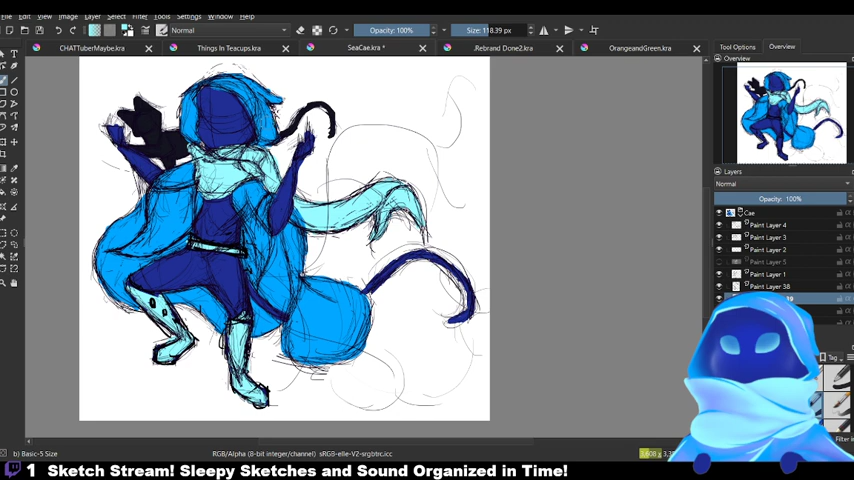 Edit View Image Layer Select Filter Tools Settings Window Help
Normal Opacity: 100% Size: 118.39 px
CHATTuberMaybe.kra Things In Teacups.kra SeaCae.kra * .Rebrand Done2.kra OrangeandGreen.kra
Tool Options Overview
Overview
Layers
Normal
Opacity: 100%
Cae
Paint Layer 4
Paint Layer 3
Paint Layer 2
Paint Layer 5
Paint Layer 1
Paint Layer 38
Tag
Filter in
b) Basic-5 Size RGB/Alpha (8-bit integer/channel) sRGB-elle-V2-srgbtrc.icc
1 Sketch Stream! Sleepy Sketches and Sound Organized in Time!